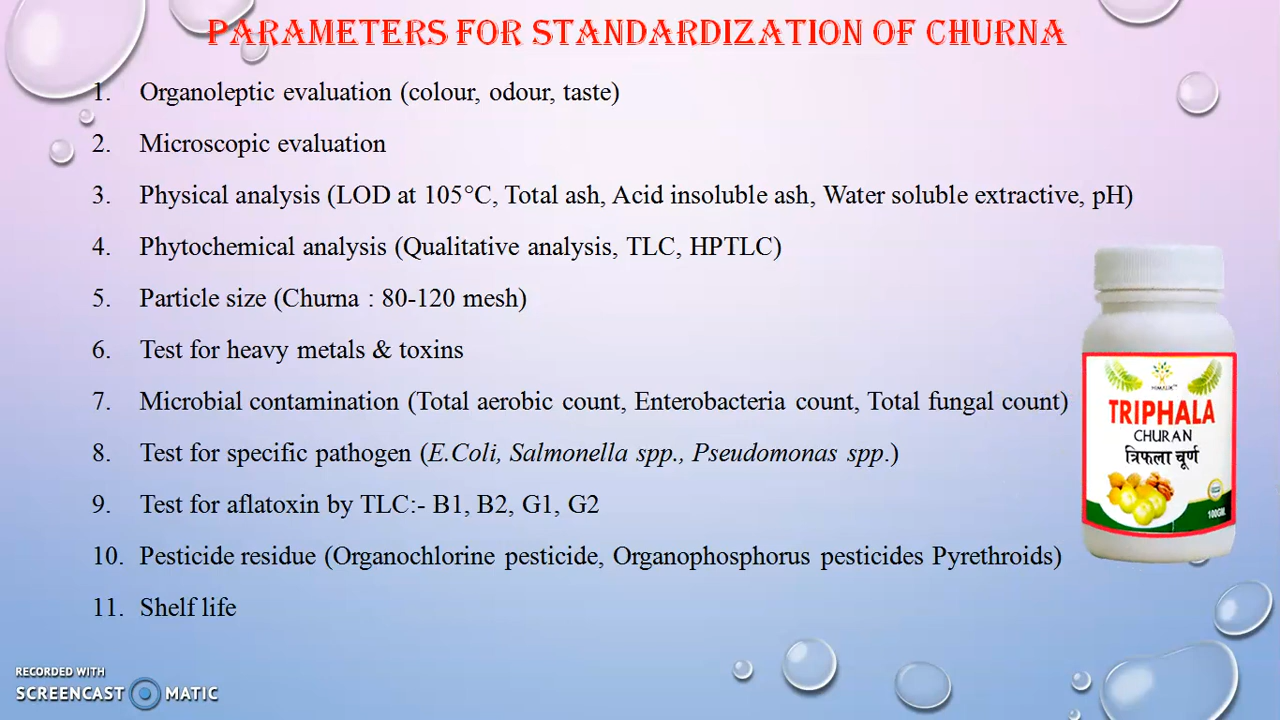 PARAMETERS FOR STANDARDIZATION OF CHURNA
1. Organoleptic evaluation (colour, odour, taste)
2. Microscopic evaluation
3. Physical analysis (LOD at 105°C, Total ash, Acid insoluble ash, Water soluble extractive, pH)
4. Phytochemical analysis (Qualitative analysis, TLC, HPTLC)
5. Particle size (Churna : 80-120 mesh)
6. Test for heavy metals & toxins
7. Microbial contamination (Total aerobic count, Enterobacteria count, Total fungal count)
8. Test for specific pathogen (E.Coli, Salmonella spp., Pseudomonas spp.)
9. Test for aflatoxin by TLC:- B1, B2, G1, G2
10. Pesticide residue (Organochlorine pesticide, Organophosphorus pesticides Pyrethroids)
11. Shelf life
TRIPHALA
CHURAN
त्रिफला चूर्ण
100GM.
RECORDED WITH
SCREENCAST MATIC